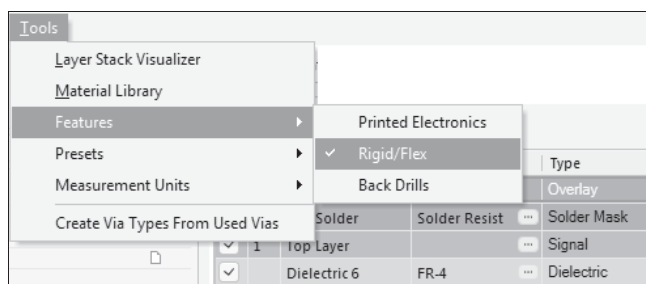 Tools
Layer Stack Visualizer
Material Library
Features
Printed Electronics
Presets
Rigid/Flex
Type
Measurement Units
Back Drills
Overlay
Create Via Types From Used Vias
Solder
Solder Resist
Solder Mask
1 Top Layer
Signal
Dielectric 6
FR-4
Dielectric